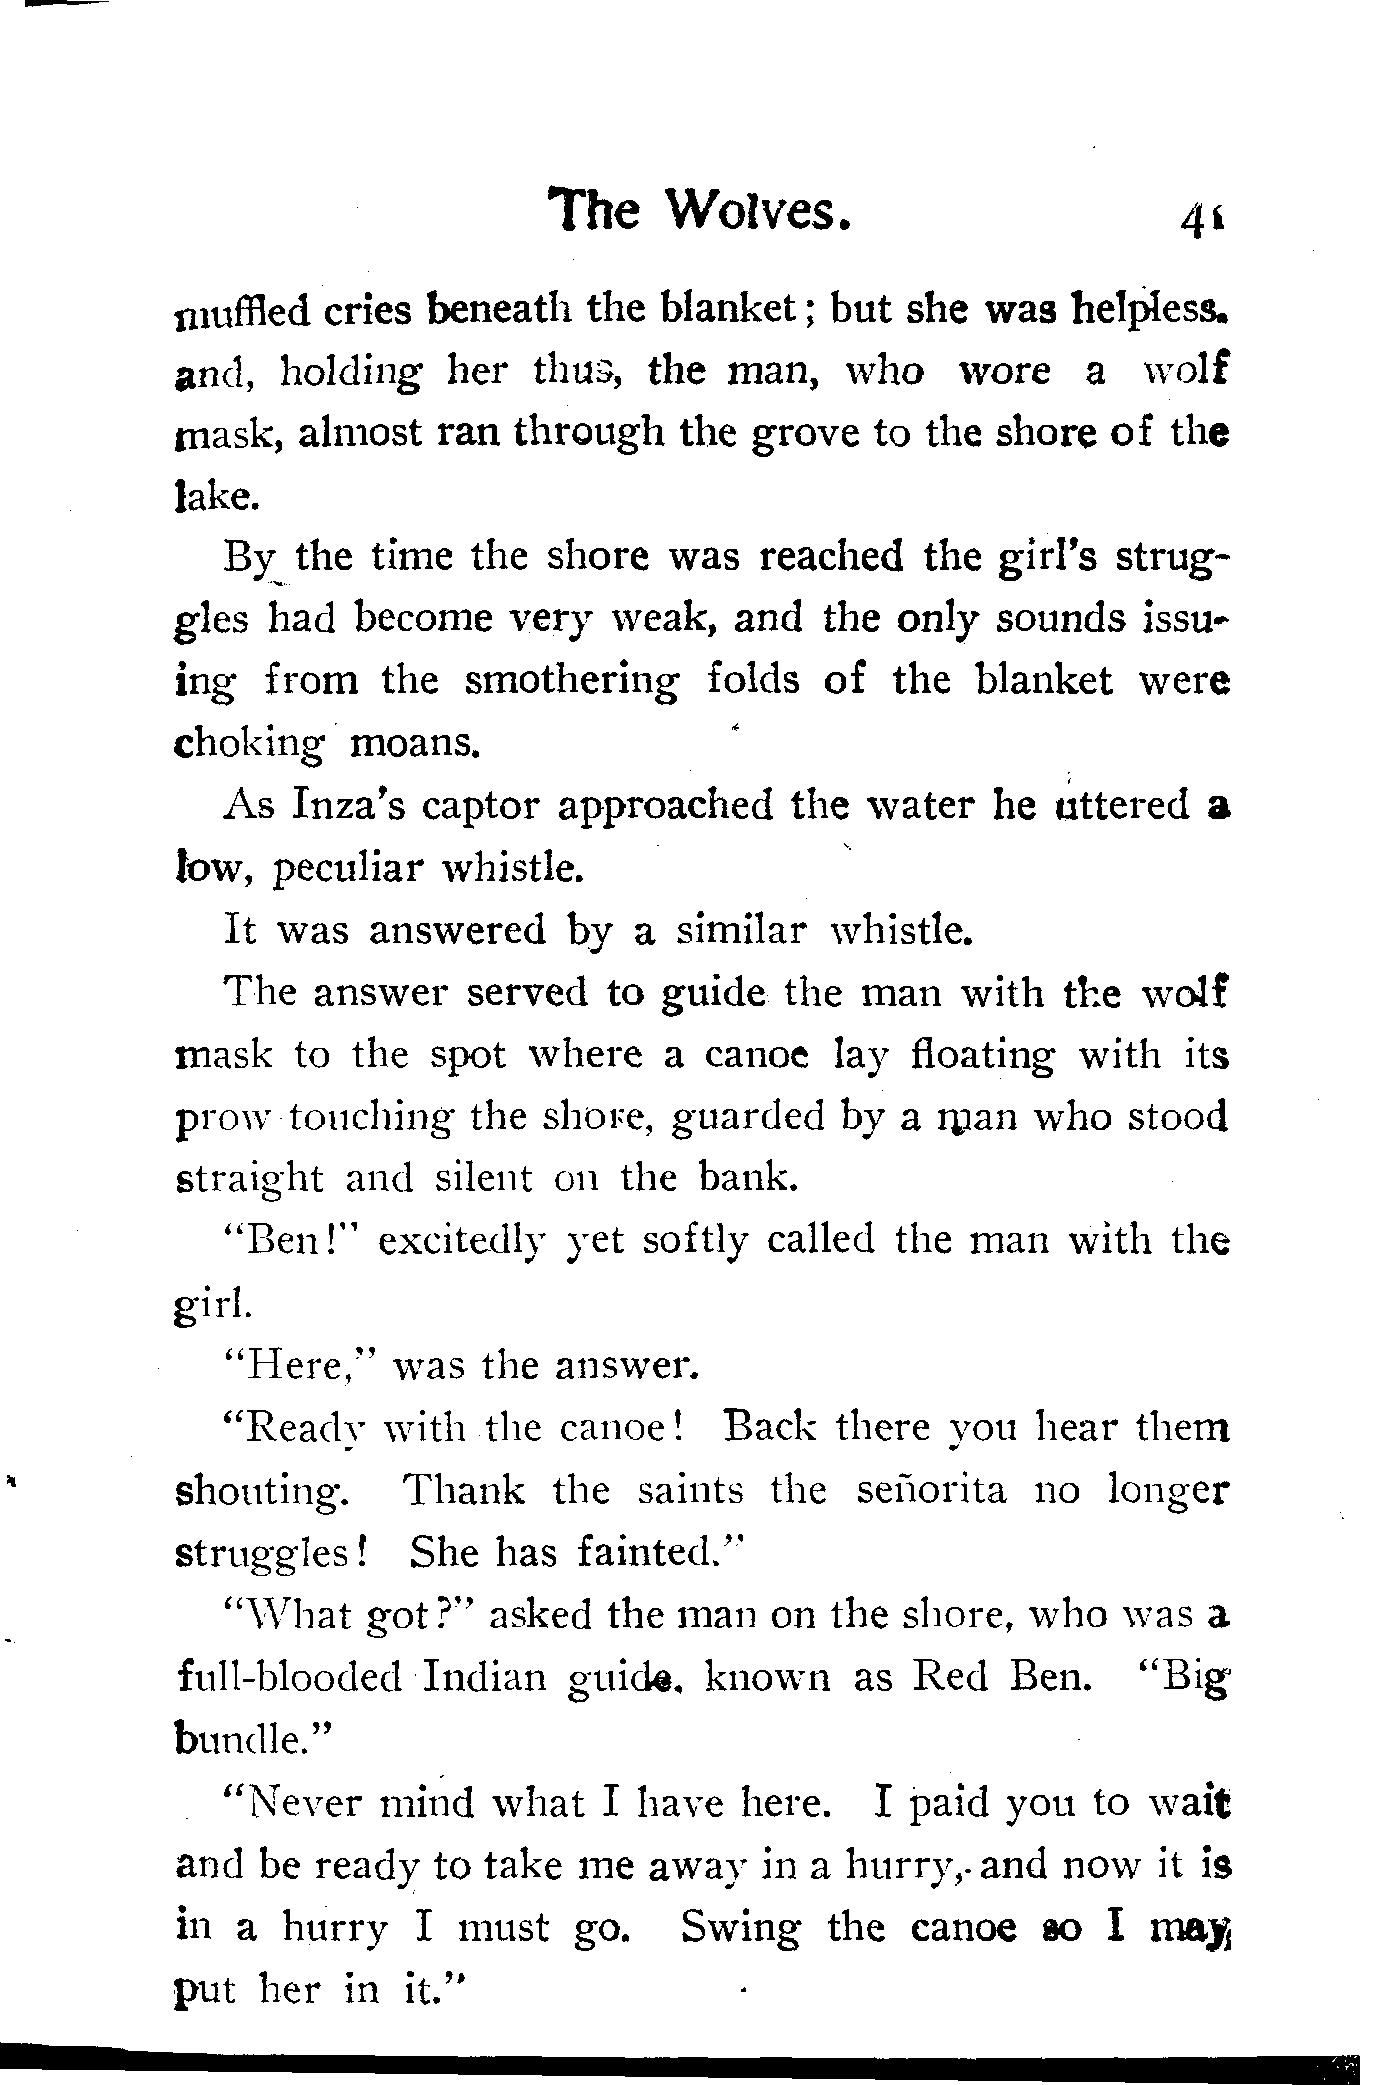 The Wolves. 41
muffled cries beneath the blanket; but she was helpless.
and, holding her thus, the man, who wore a wolf
mask, almost ran through the grove to the shore of the
lake.
By the time the shore was reached the girl's strug-
gles had become very weak, and the only sounds issu-
ing from the smothering folds of the blanket were
choking moans.
As Inza's captor approached the water he uttered a
low, peculiar whistle.
It was answered by a similar whistle.
The answer served to guide the man with the wolf
mask to the spot where a canoe lay floating with its
prow touching the shore, guarded by a man who stood
straight and silent on the bank.
"Ben!" excitedly yet softly called the man with the
girl.
"Here," was the answer.
"Ready with the canoe! Back there you hear them
shouting. Thank the saints the señorita no longer
struggles! She has fainted."
"What got?" asked the man on the shore, who was a
full-blooded Indian guide, known as Red Ben. "Big
bundle."
"Never mind what I have here. I paid you to wait
and be ready to take me away in a hurry, and now it is
in a hurry I must go. Swing the canoe so I may
put her in it."